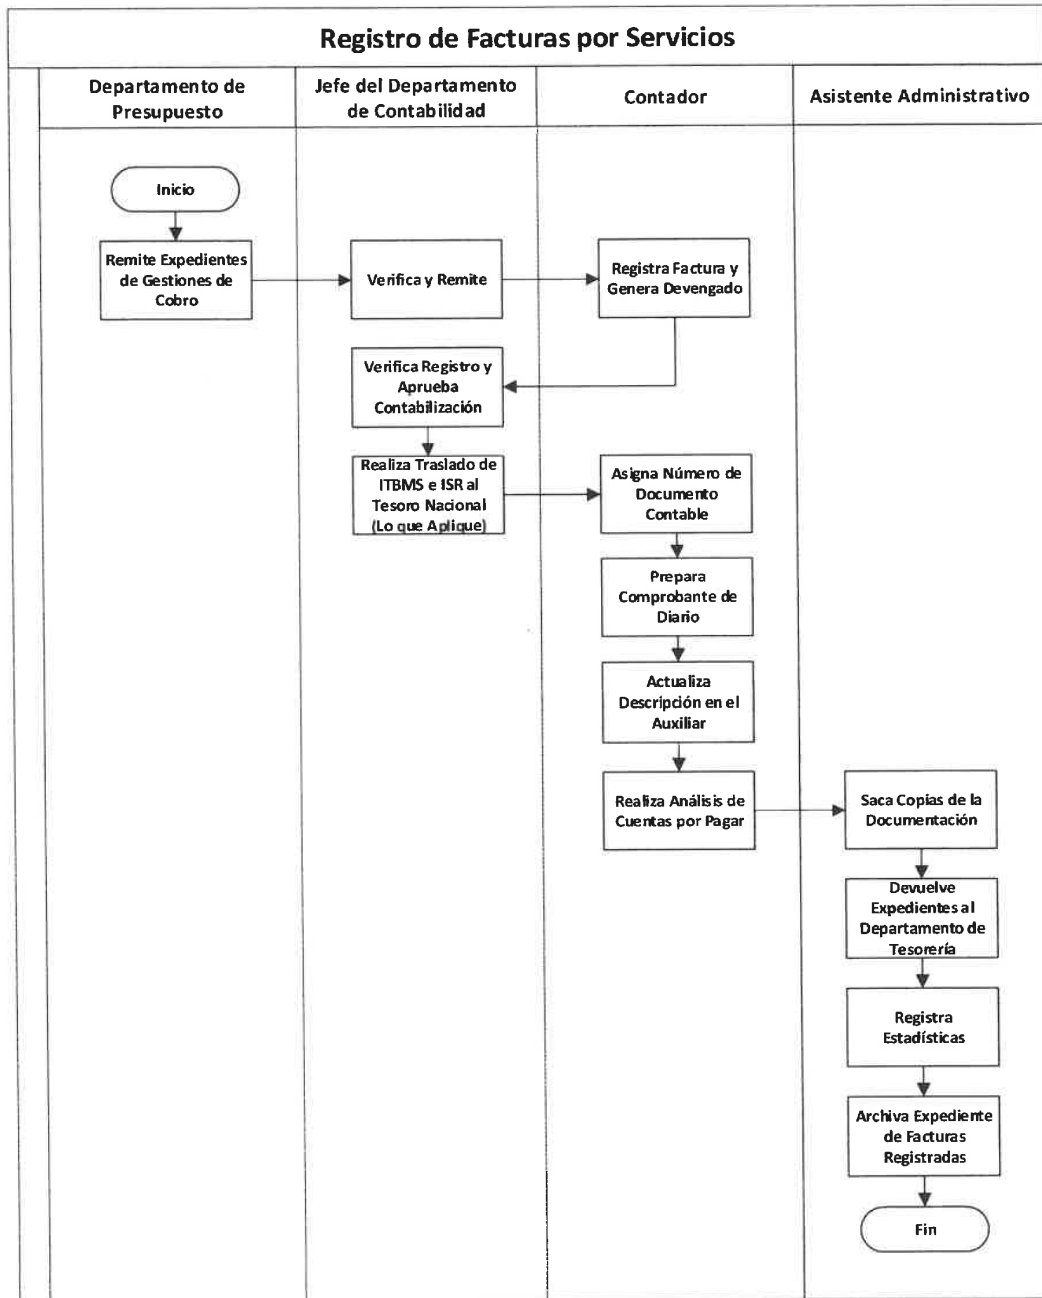 Registro de Facturas por Servicios
Departamento de
Presupuesto
Jefe del Departamento
de Contabilidad
Contador
Asistente Administrativo
Inicio
Remite Expedientes
de Gestiones de
Cobro
Verifica y Remite
Registra Factura y
Genera Devengado
Verifica Registro y
Aprueba
Contabilización
Realiza Traslado de
ITBMS e ISR al
Tesoro Nacional
(Lo que Aplique)
Asigna Número de
Documento
Contable
Prepara
Comprobante de
Diario
Actualiza
Descripción en el
Auxiliar
Realiza Análisis de
Cuentas por Pagar
Saca Copias de la
Documentación
Devuelve
Expedientes al
Departamento de
Tesorería
Registra
Estadísticas
Archiva Expediente
de Facturas
Registradas
Fin